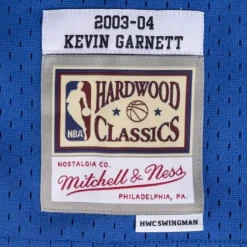 2003-04
KEVIN GARNETT
NBA
HARDWOOD
CLASSICS
NOSTALGIA CO.
Mitchell & Ness
PHILADELPHIA, PA.
HWC SWINGMAN